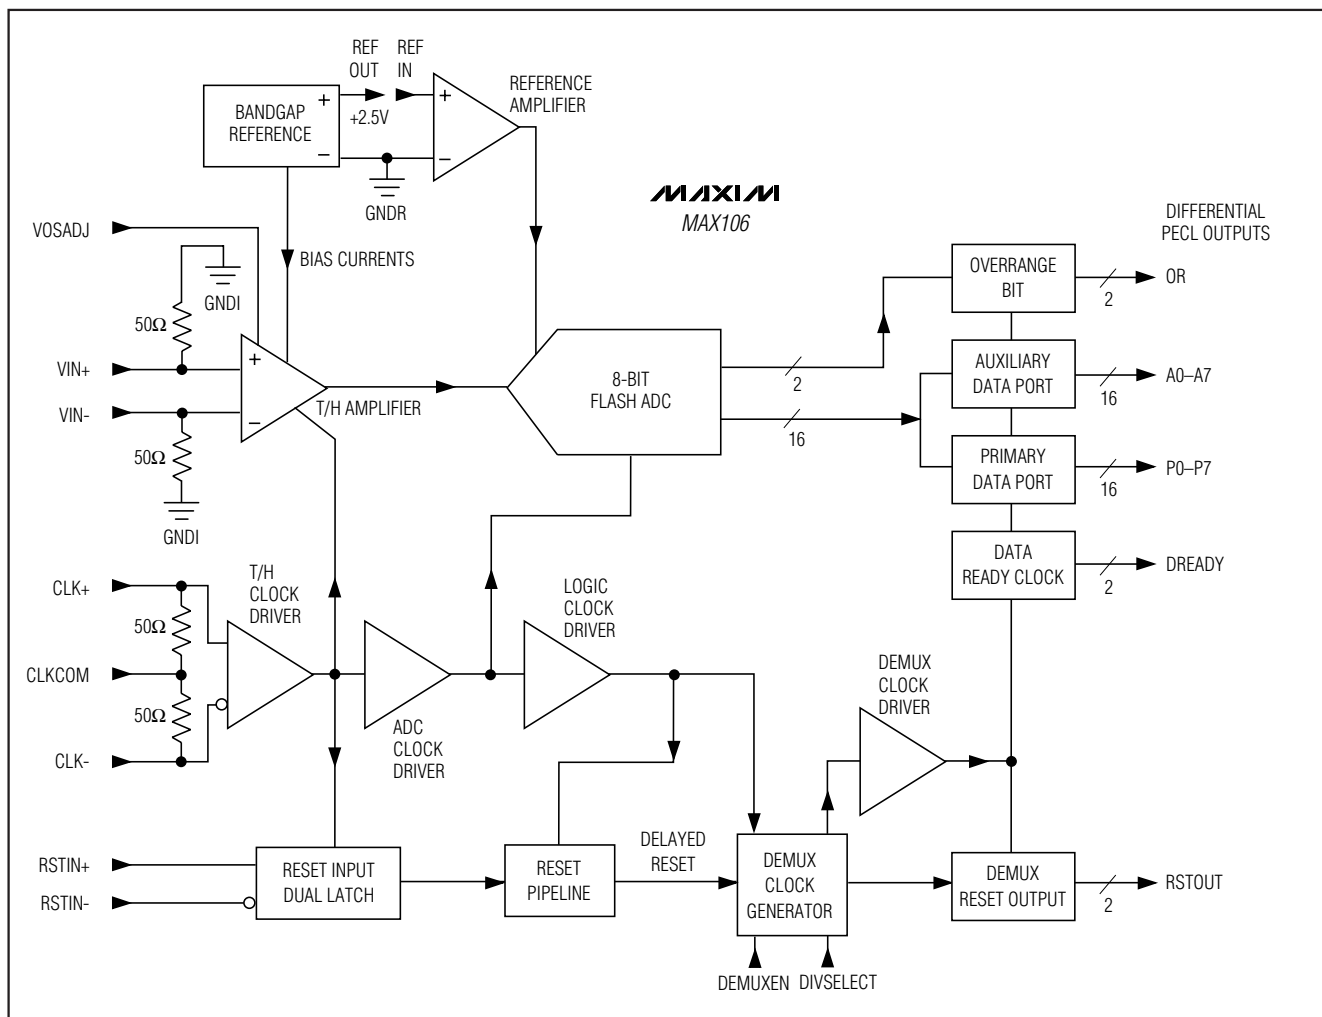 REF
OUT
REF
IN
+
+2.5V
−
BANDGAP
REFERENCE
+
−
REFERENCE
AMPLIFIER
GNDR
MAXIM
MAX106
DIFFERENTIAL
PECL OUTPUTS
VOSADJ
BIAS CURRENTS
GNDI
50Ω
VIN+
+
VIN-
−
T/H AMPLIFIER
50Ω
GNDI
8-BIT
FLASH ADC
2
16
OVERRANGE
BIT
2
OR
AUXILIARY
DATA PORT
16
A0–A7
PRIMARY
DATA PORT
16
P0–P7
DATA
READY CLOCK
2
DREADY
CLK+
50Ω
CLKCOM
50Ω
CLK-
T/H
CLOCK
DRIVER
ADC
CLOCK
DRIVER
LOGIC
CLOCK
DRIVER
DEMUX
CLOCK
DRIVER
RSTIN+
RSTIN-
RESET INPUT
DUAL LATCH
RESET
PIPELINE
DELAYED
RESET
DEMUX
CLOCK
GENERATOR
DEMUX
RESET OUTPUT
2
RSTOUT
DEMUXEN
DIVSELECT